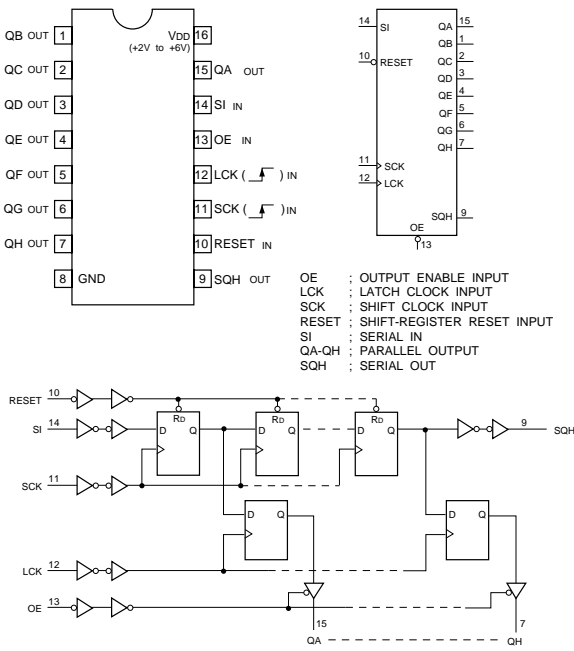 QB OUT 1
VDD 16
(+2V to +6V)
QC OUT 2
15 QA OUT
QD OUT 3
14 SI IN
QE OUT 4
13 OE IN
QF OUT 5
12 LCK ( ) IN
QG OUT 6
11 SCK ( ) IN
QH OUT 7
10 RESET IN
8 GND
9 SQH OUT
14 SI
QA 15
QB 1
10 RESET
QC 2
QD 3
QE 4
QF 5
QG 6
QH 7
11 SCK
12 LCK
SQH 9
OE
13
OE ; OUTPUT ENABLE INPUT
LCK ; LATCH CLOCK INPUT
SCK ; SHIFT CLOCK INPUT
RESET ; SHIFT-REGISTER RESET INPUT
SI ; SERIAL IN
QA-QH ; PARALLEL OUTPUT
SQH ; SERIAL OUT
RESET 10
RD RD RD
SI 14
D Q D Q D Q
9 SQH
SCK 11
D Q D Q
LCK 12
OE 13
15 7
QA QH